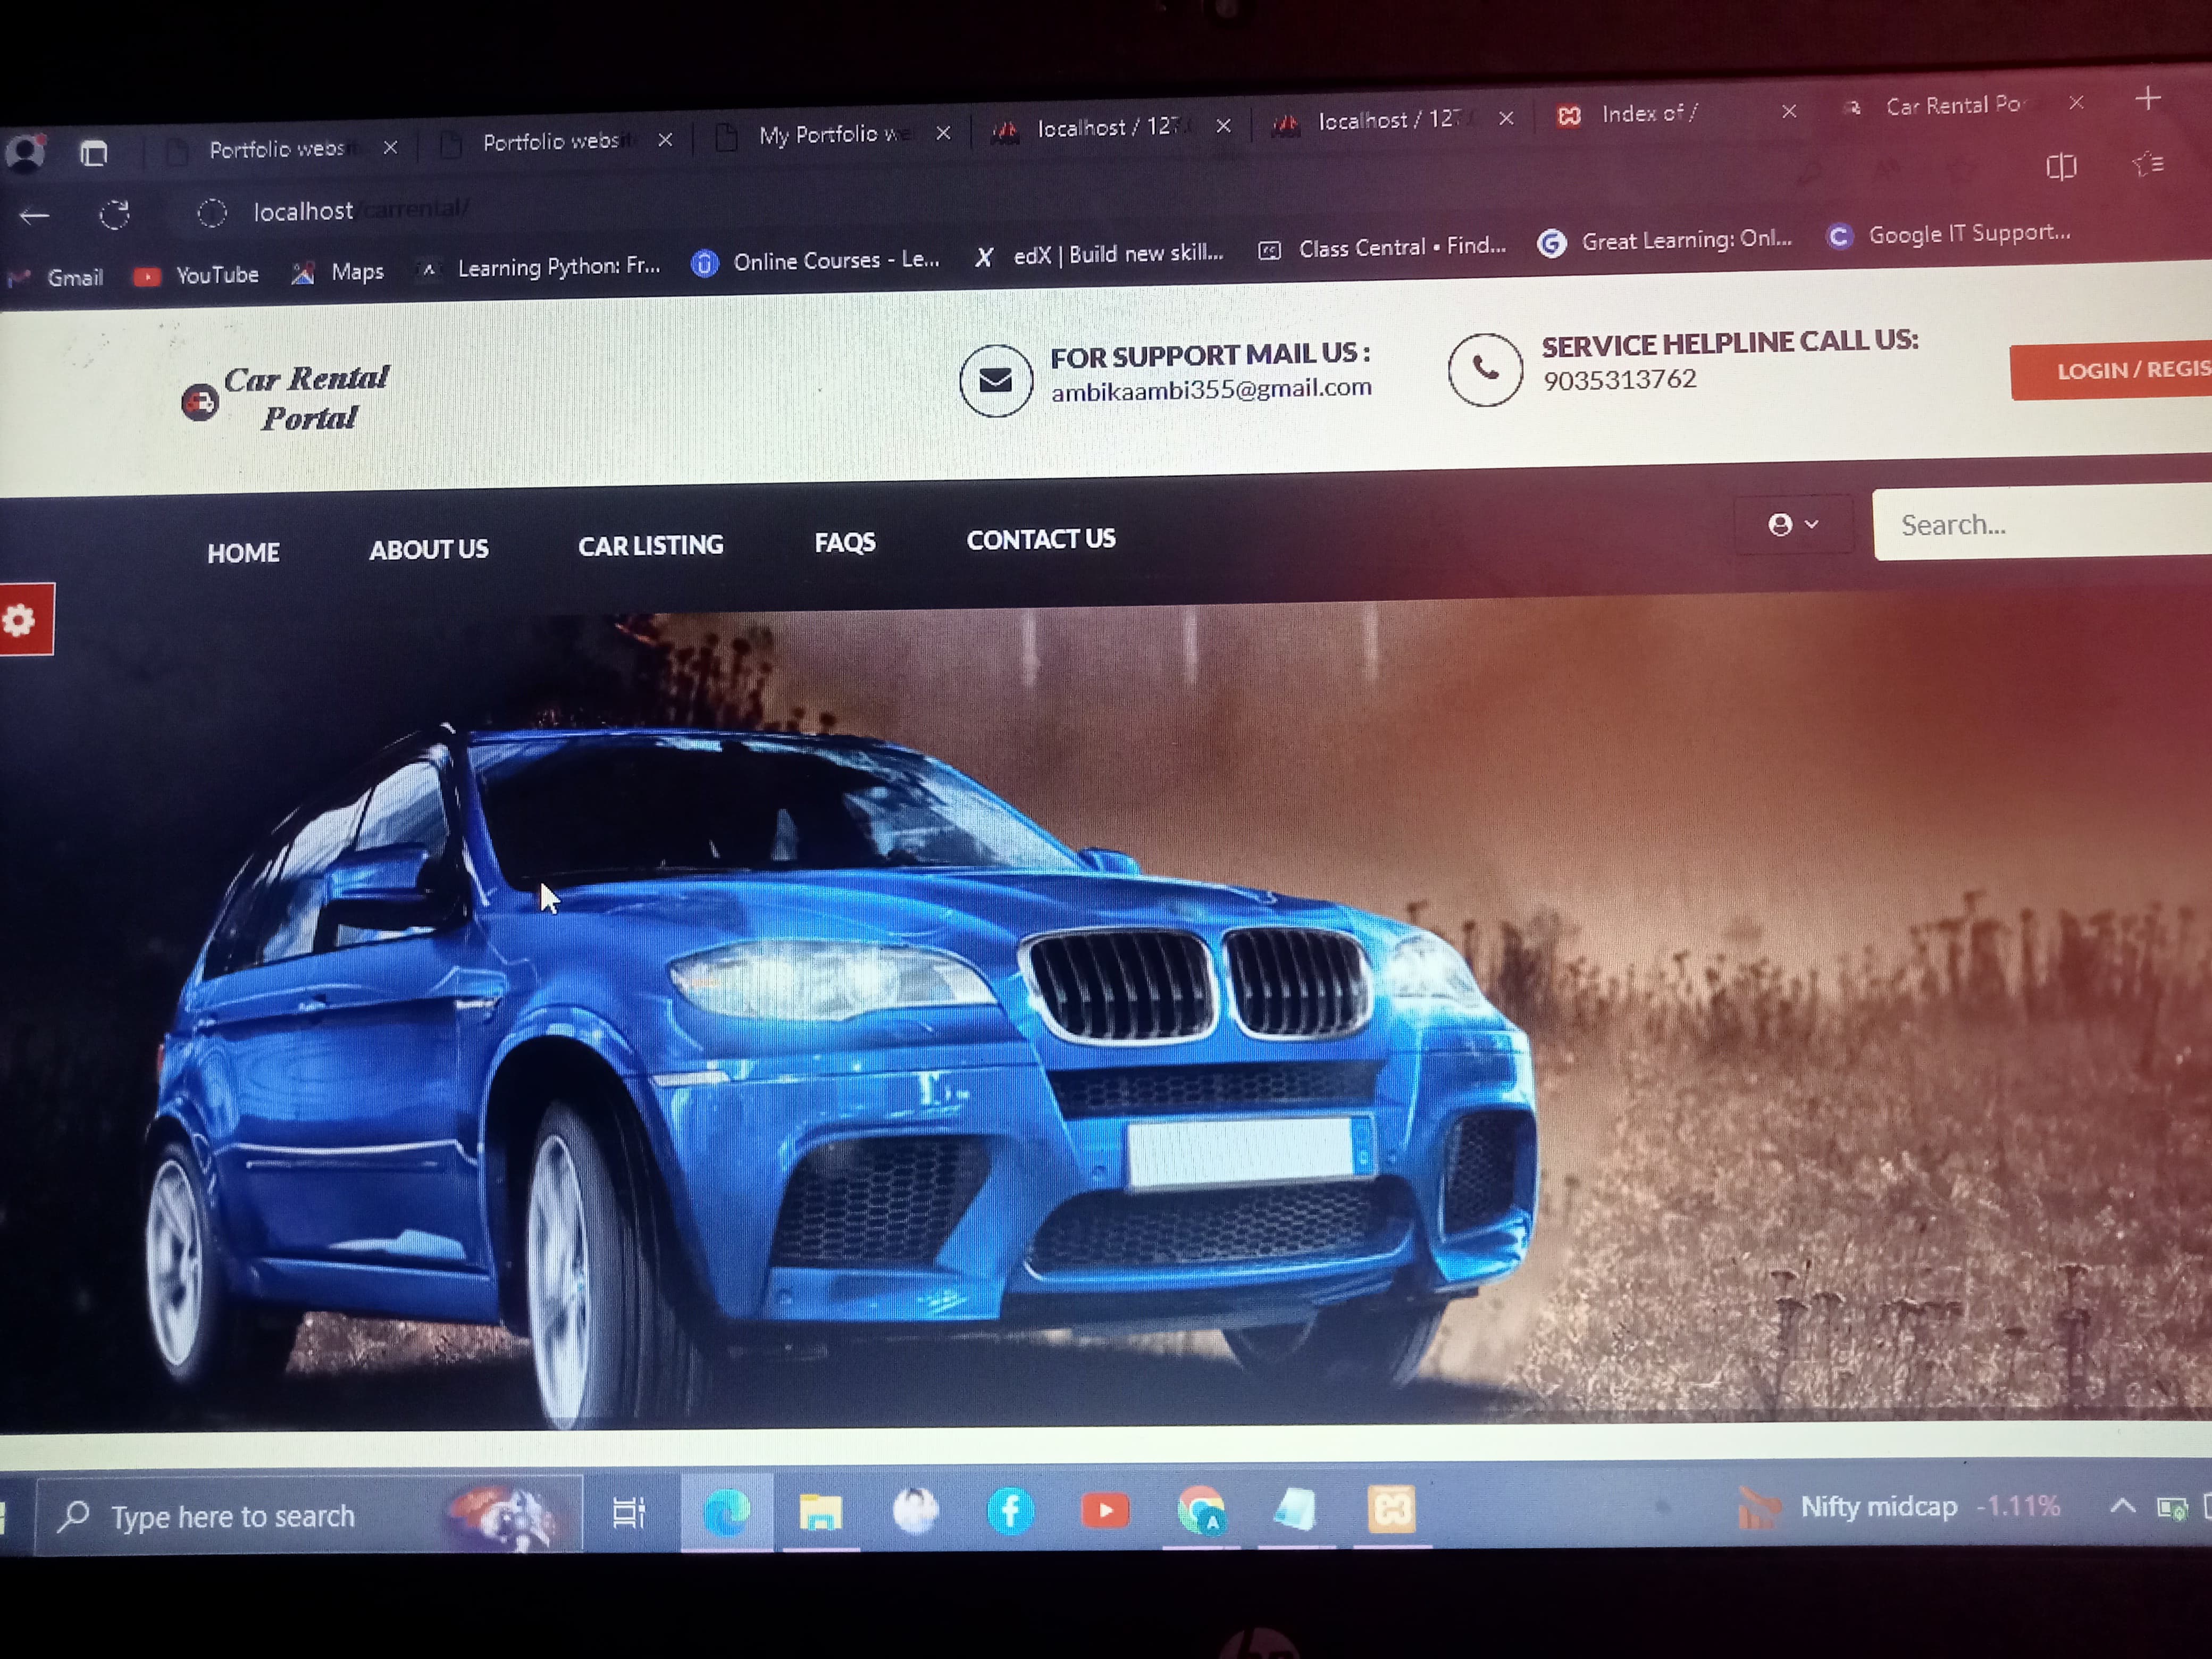 Portfolio webs
Portfolio webs
My Portfolio w
localhost / 127
localhost / 127
Index of /
Car Rental Po
localhost/carrental/
Gmail
YouTube
Maps
Learning Python: Fr...
Online Courses - Le...
edX | Build new skill...
Class Central • Find...
Great Learning: Onl...
Google IT Support...
Car Rental
Portal
FOR SUPPORT MAIL US :
ambikaambi355@gmail.com
SERVICE HELPLINE CALL US:
9035313762
LOGIN / REGIS
HOME
ABOUT US
CAR LISTING
FAQS
CONTACT US
Search...
Type here to search
Nifty midcap -1.11%
hp